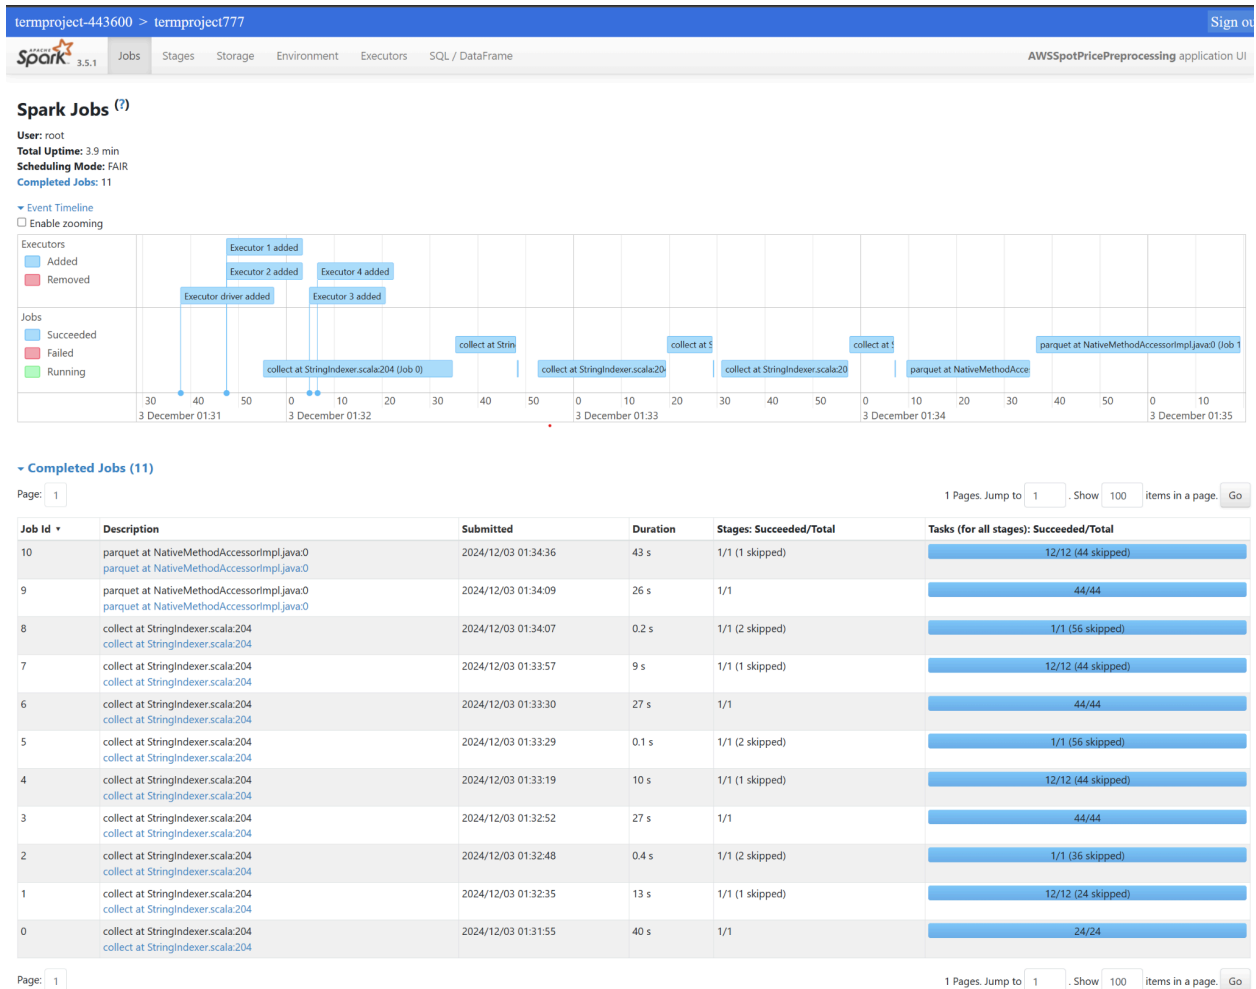 termproject-443600 > termproject777
Sign ou
APACHE Spark 3.5.1 Jobs Stages Storage Environment Executors SQL / DataFrame AWSSpotPricePreprocessing application UI
Spark Jobs (?)
User: root
Total Uptime: 3.9 min
Scheduling Mode: FAIR
Completed Jobs: 11
Event Timeline
Enable zooming
Executors
Added
Removed
Executor 1 added
Executor 2 added Executor 4 added
Executor driver added Executor 3 added
Jobs
Succeeded
Failed
Running
collect at Strin collect at S collect at S parquet at NativeMethodAccessorImpl.java:0 (Job 1
collect at StringIndexer.scala:204 (Job 0) collect at StringIndexer.scala:20 collect at StringIndexer.scala:20 parquet at NativeMethodAcces
30 40 50 0 10 20 30 40 50 0 10 20 30 40 50 0 10 20 30 40 50 0 10
3 December 01:31 3 December 01:32 3 December 01:33 3 December 01:34 3 December 01:35
Completed Jobs (11)
Page: 1 1 Pages. Jump to 1 . Show 100 items in a page. Go
Job Id ▾ Description Submitted Duration Stages: Succeeded/Total Tasks (for all stages): Succeeded/Total
10 parquet at NativeMethodAccessorImpl.java:0 2024/12/03 01:34:36 43 s 1/1 (1 skipped) 12/12 (44 skipped)
parquet at NativeMethodAccessorImpl.java:0
9 parquet at NativeMethodAccessorImpl.java:0 2024/12/03 01:34:09 26 s 1/1 44/44
parquet at NativeMethodAccessorImpl.java:0
8 collect at StringIndexer.scala:204 2024/12/03 01:34:07 0.2 s 1/1 (2 skipped) 1/1 (56 skipped)
collect at StringIndexer.scala:204
7 collect at StringIndexer.scala:204 2024/12/03 01:33:57 9 s 1/1 (1 skipped) 12/12 (44 skipped)
collect at StringIndexer.scala:204
6 collect at StringIndexer.scala:204 2024/12/03 01:33:30 27 s 1/1 44/44
collect at StringIndexer.scala:204
5 collect at StringIndexer.scala:204 2024/12/03 01:33:29 0.1 s 1/1 (2 skipped) 1/1 (56 skipped)
collect at StringIndexer.scala:204
4 collect at StringIndexer.scala:204 2024/12/03 01:33:19 10 s 1/1 (1 skipped) 12/12 (44 skipped)
collect at StringIndexer.scala:204
3 collect at StringIndexer.scala:204 2024/12/03 01:32:52 27 s 1/1 44/44
collect at StringIndexer.scala:204
2 collect at StringIndexer.scala:204 2024/12/03 01:32:48 0.4 s 1/1 (2 skipped) 1/1 (36 skipped)
collect at StringIndexer.scala:204
1 collect at StringIndexer.scala:204 2024/12/03 01:32:35 13 s 1/1 (1 skipped) 12/12 (24 skipped)
collect at StringIndexer.scala:204
0 collect at StringIndexer.scala:204 2024/12/03 01:31:55 40 s 1/1 24/24
collect at StringIndexer.scala:204
Page: 1 1 Pages. Jump to 1 . Show 100 items in a page. Go